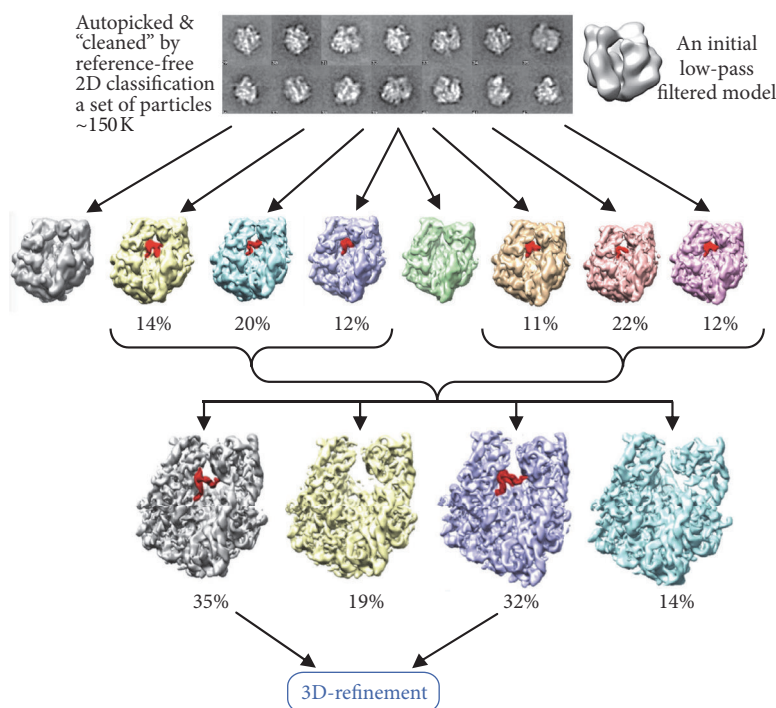 Autopicked &
“cleaned” by
reference-free
2D classification
a set of particles
~150 K
An initial
low-pass
filtered model
14%
20%
12%
11%
22%
12%
35%
19%
32%
14%
3D-refinement